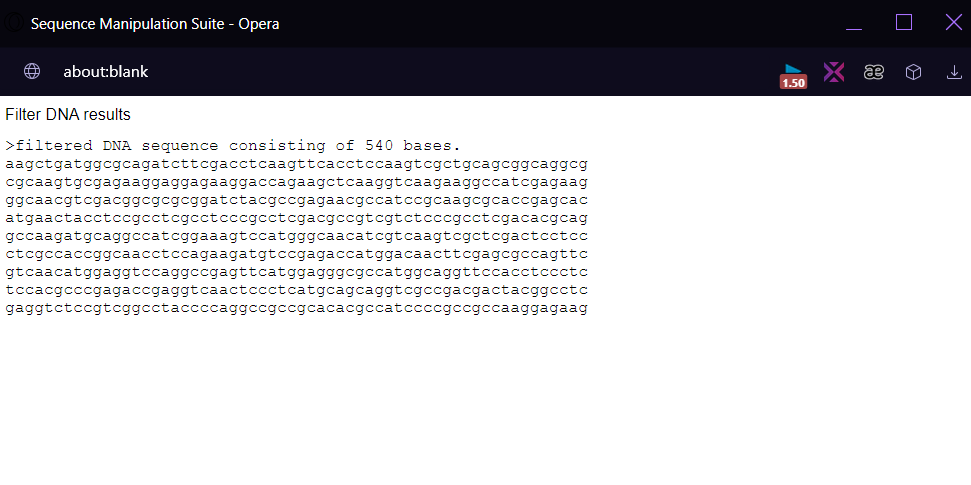 Sequence Manipulation Suite - Opera
about:blank
1.50
Filter DNA results
>filtered DNA sequence consisting of 540 bases.
aagctgatggcgcagatcttcgacctcaagttcacctccaagtcgctgcagcggcaggcg
cgcaagtgcgagaaggaggagaaggaccagaagctcaaggtcaagaaggccatcgagaag
ggcaacgtcgacggcgcgcggatctacgccgagaacgccatccgcaagcgcaccgagcac
atgaactacctccgcctcgcctcccgcctcgacgccgtcgtctcccgcctcgacacgcag
gccaagatgcaggccatcggaaagtccatgggcaacatcgtcaagtcgctcgactcctcc
ctcgccaccggcaacctccagaagatgtccgagaccatggacaacttcgagcgccagttc
gtcaacatggaggtccaggccgagttcatggagggcgccatggcaggttccacctccctc
tccacgcccgagaccgaggtcaactccctcatgcagcaggtcgccgacgactacggcctc
gaggtctccgtcggcctaccccaggccgccgcacacgccatccccgccgccaaggagaag